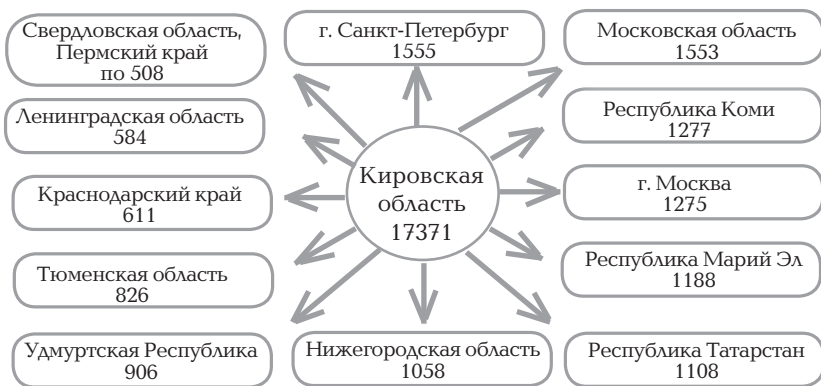 Свердловская область,
Пермский край
по 508
г. Санкт-Петербург
1555
Московская область
1553
Ленинградская область
584
Республика Коми
1277
Кировская
область
17371
Краснодарский край
611
г. Москва
1275
Тюменская область
826
Республика Марий Эл
1188
Удмуртская Республика
906
Нижегородская область
1058
Республика Татарстан
1108